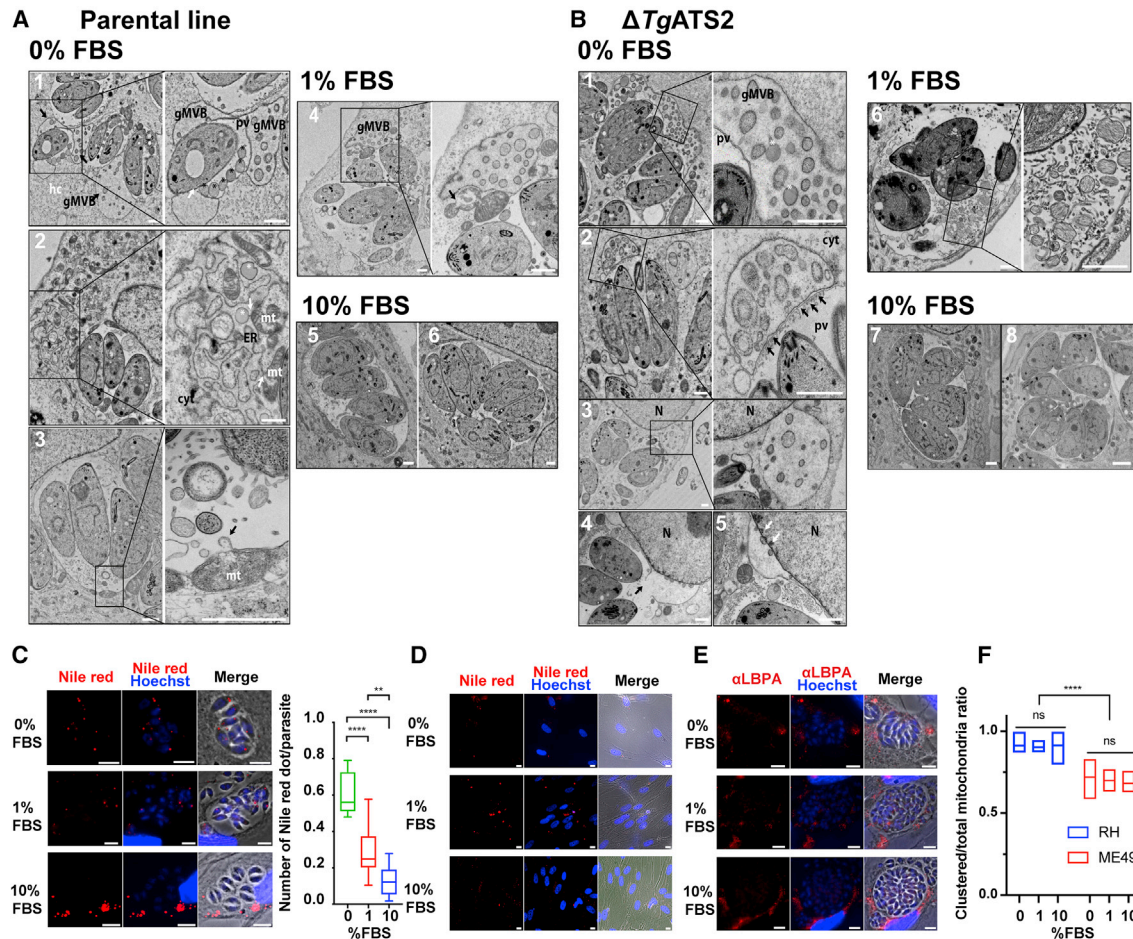 A Parental line
0% FBS
1
gMVB
pv
gMVB
hc
gMVB
2
mt
ER
mt
cyt
3
mt
1% FBS
4
gMVB
10% FBS
5
6
B ΔTgATS2
0% FBS
1
gMVB
pv
2
cyt
pv
3
N
N
4
N
5
N
1% FBS
6
10% FBS
7
8
C
Nile red
Nile red
Hoechst
Merge
0%
FBS
1%
FBS
10%
FBS
Number of Nile red dot/parasite
1.0
0.8
0.6
0.4
0.2
0.0
**
****
****
0 1 10
%FBS
D
Nile red
Nile red
Hoechst
Merge
0%
FBS
1%
FBS
10%
FBS
E
αLBPA
αLBPA
Hoechst
Merge
0%
FBS
1%
FBS
10%
FBS
F
Clustered/total mitochondria ratio
1.0
0.75
0.5
0.0
****
ns
ns
RH
ME49
0 1 10 0 1 10
%FBS